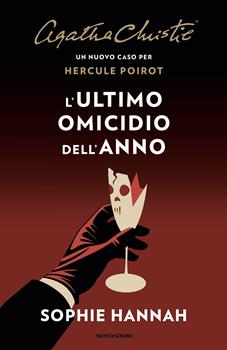 Agatha Christie
UN NUOVO CASO PER
HERCULE POIROT
L'ULTIMO
OMICIDIO
DELL'ANNO
SOPHIE HANNAH
MONDADORI